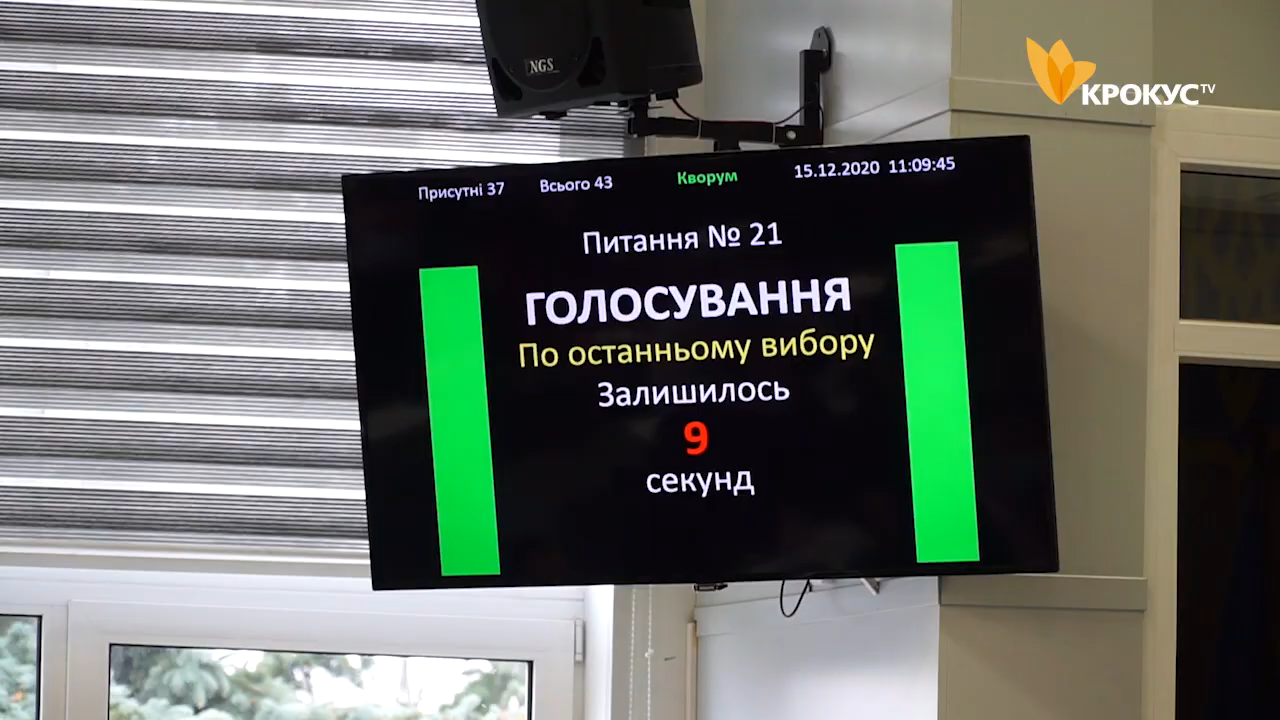 NGS
КРОКУС TV
Присутні 37 Всього 43 Кворум 15.12.2020 11:09:45
Питання № 21
ГОЛОСУВАННЯ
По останньому вибору
Залишилось
9
секунд